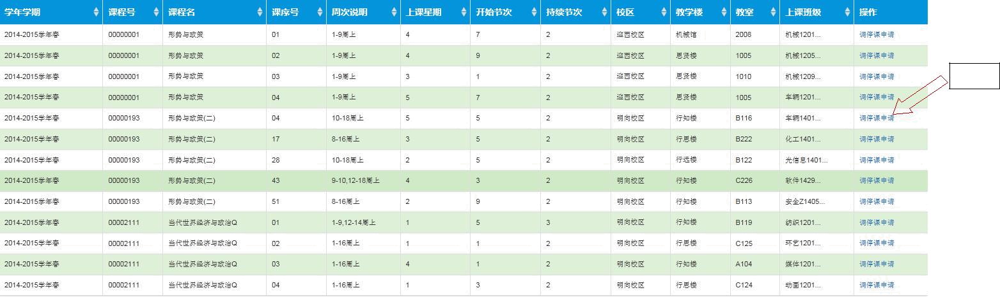 学年学期 课程号 课程名 课序号 周次说明 上课星期 开始节次 持续节次 校区 教学楼 教室 上课班级 操作
2014-2015学年春 00000001 形势与政策 01 1-9周上 4 7 2 迎西校区 机械馆 2008 机械1201... 调停课申请
2014-2015学年春 00000001 形势与政策 02 1-9周上 4 9 2 迎西校区 思贤楼 1005 机械1205... 调停课申请
2014-2015学年春 00000001 形势与政策 03 1-9周上 3 1 2 迎西校区 思贤楼 1010 机械1209... 调停课申请
2014-2015学年春 00000001 形势与政策 04 1-9周上 5 7 2 迎西校区 思贤楼 1005 车辆1201... 调停课申请
2014-2015学年春 00000193 形势与政策(二) 04 10-18周上 5 5 2 明向校区 行知楼 B116 车辆1401... 调停课申请
2014-2015学年春 00000193 形势与政策(二) 17 8-16周上 3 5 2 明向校区 行思楼 B222 化工1401... 调停课申请
2014-2015学年春 00000193 形势与政策(二) 28 10-18周上 2 5 2 明向校区 行远楼 B122 光信息1401... 调停课申请
2014-2015学年春 00000193 形势与政策(二) 43 9-10,12-18周上 4 3 2 明向校区 行知楼 C226 软件1429... 调停课申请
2014-2015学年春 00000193 形势与政策(二) 51 8-16周上 2 9 2 明向校区 行知楼 B113 安全Z1405... 调停课申请
2014-2015学年春 00002111 当代世界经济与政治Q 01 1-9,12-14周上 1 5 3 明向校区 行知楼 B119 纺织1201... 调停课申请
2014-2015学年春 00002111 当代世界经济与政治Q 02 1-16周上 1 1 2 明向校区 行思楼 C125 环艺1201... 调停课申请
2014-2015学年春 00002111 当代世界经济与政治Q 03 1-16周上 4 1 2 明向校区 行知楼 A104 媒体1201... 调停课申请
2014-2015学年春 00002111 当代世界经济与政治Q 04 1-16周上 1 3 2 明向校区 行思楼 C124 动画1201... 调停课申请